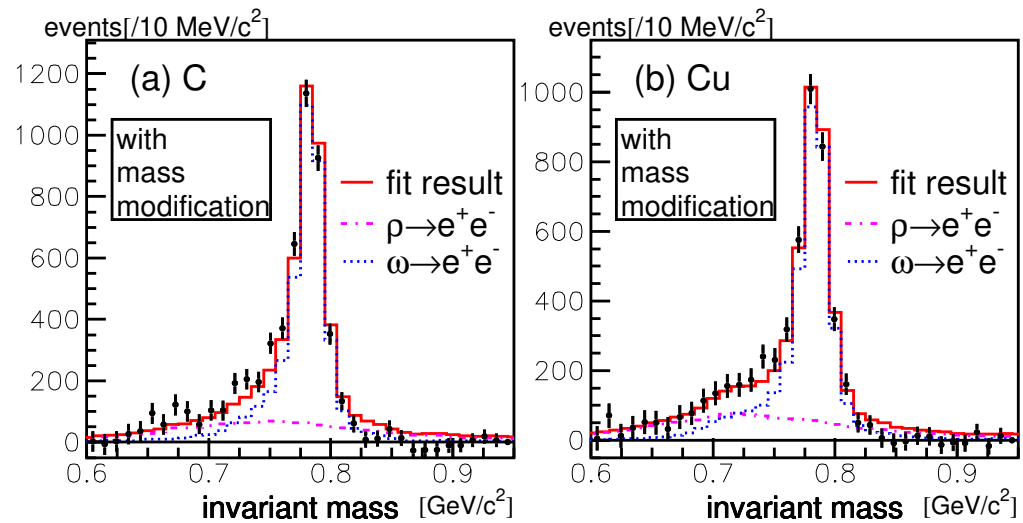 events[/10 MeV/c²]
(a) C
with
mass
modification
fit result
ρ→e⁺e⁻
ω→e⁺e⁻
1200
1000
800
600
400
200
0
0.6 0.7 0.8 0.9
invariant mass [GeV/c²]
events[/10 MeV/c²]
(b) Cu
with
mass
modification
fit result
ρ→e⁺e⁻
ω→e⁺e⁻
1000
800
600
400
200
0
0.6 0.7 0.8 0.9
invariant mass [GeV/c²]